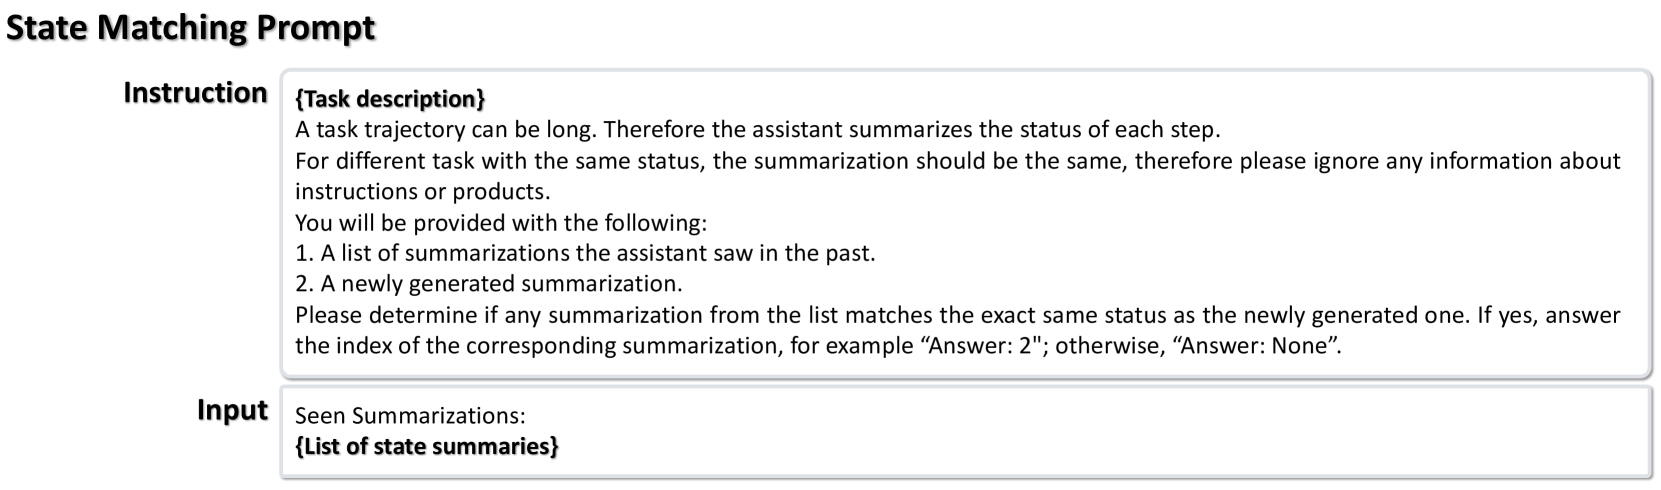 State Matching Prompt
Instruction
{Task description}
A task trajectory can be long. Therefore the assistant summarizes the status of each step.
For different task with the same status, the summarization should be the same, therefore please ignore any information about
instructions or products.
You will be provided with the following:
1. A list of summarizations the assistant saw in the past.
2. A newly generated summarization.
Please determine if any summarization from the list matches the exact same status as the newly generated one. If yes, answer
the index of the corresponding summarization, for example “Answer: 2"; otherwise, “Answer: None”.
Input
Seen Summarizations:
{List of state summaries}